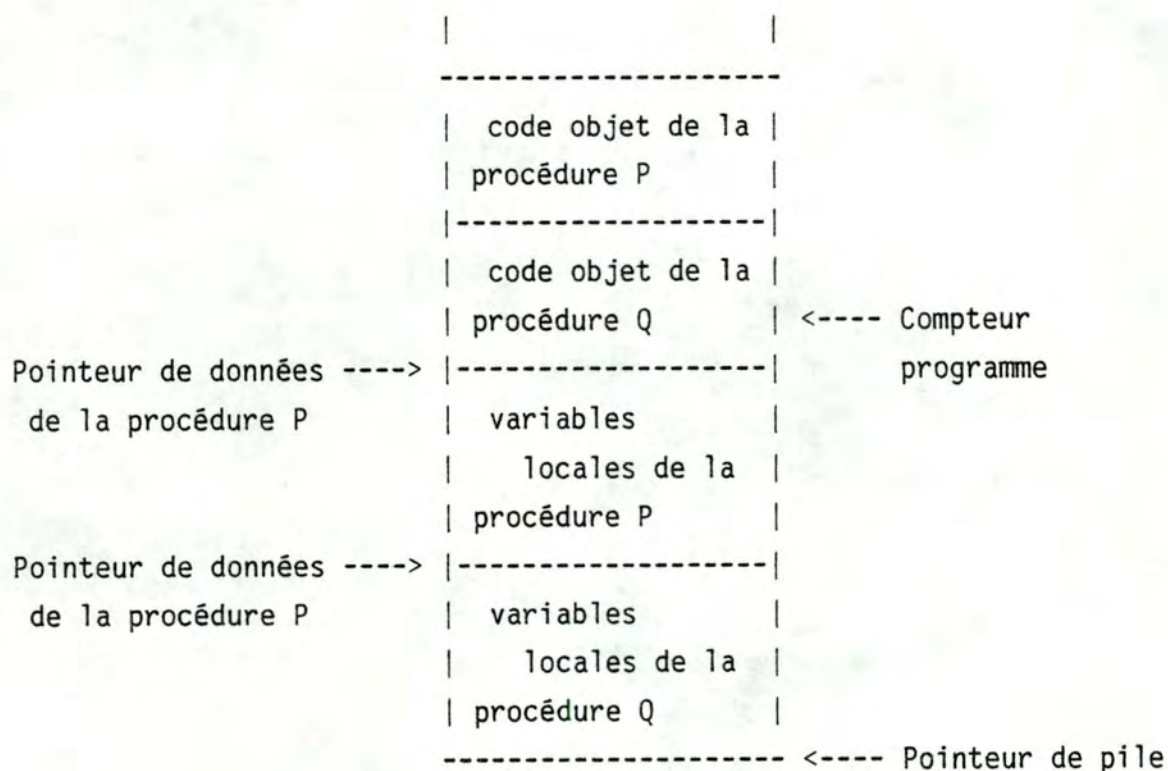 |                    |
---------------------
|  code objet de la |
| procédure P       |
|-------------------|
|  code objet de la |
| procédure Q       | <---- Compteur
Pointeur de données ----> |-------------------|       programme
de la procédure P         |  variables        |
|    locales de la  |
| procédure P       |
Pointeur de données ----> |-------------------|
de la procédure P         |  variables        |
|    locales de la  |
| procédure Q       |
--------------------- <---- Pointeur de pile